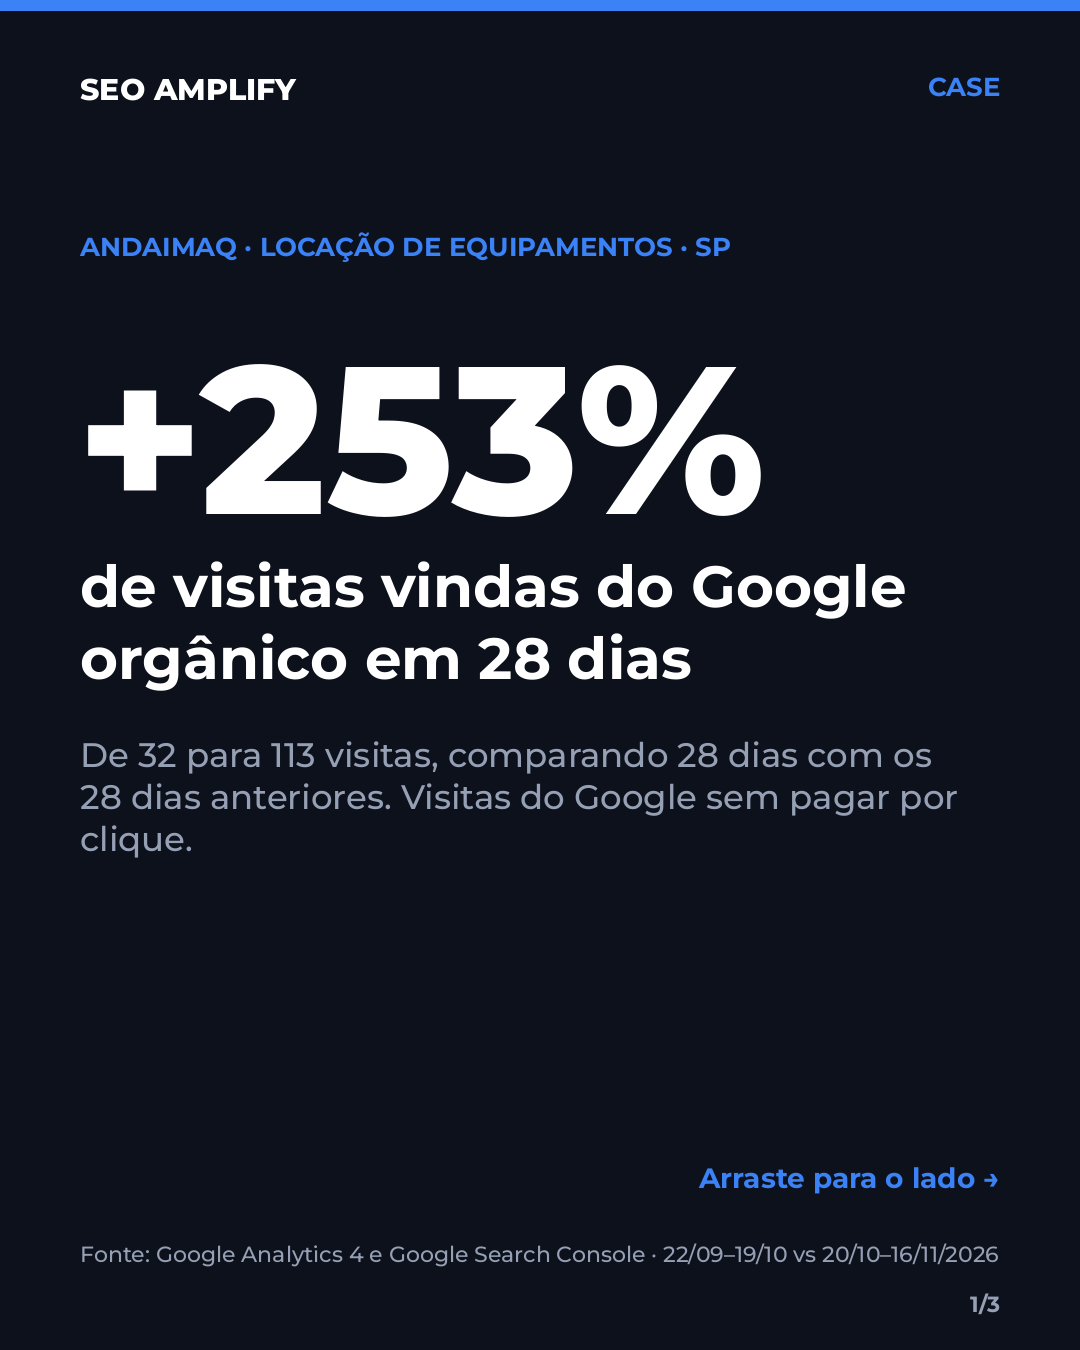 SEO AMPLIFY
CASE
ANDAIMAQ · LOCAÇÃO DE EQUIPAMENTOS · SP
+253%
de visitas vindas do Google
orgânico em 28 dias
De 32 para 113 visitas, comparando 28 dias com os
28 dias anteriores. Visitas do Google sem pagar por
clique.
Arraste para o lado →
Fonte: Google Analytics 4 e Google Search Console · 22/09–19/10 vs 20/10–16/11/2026
1/3